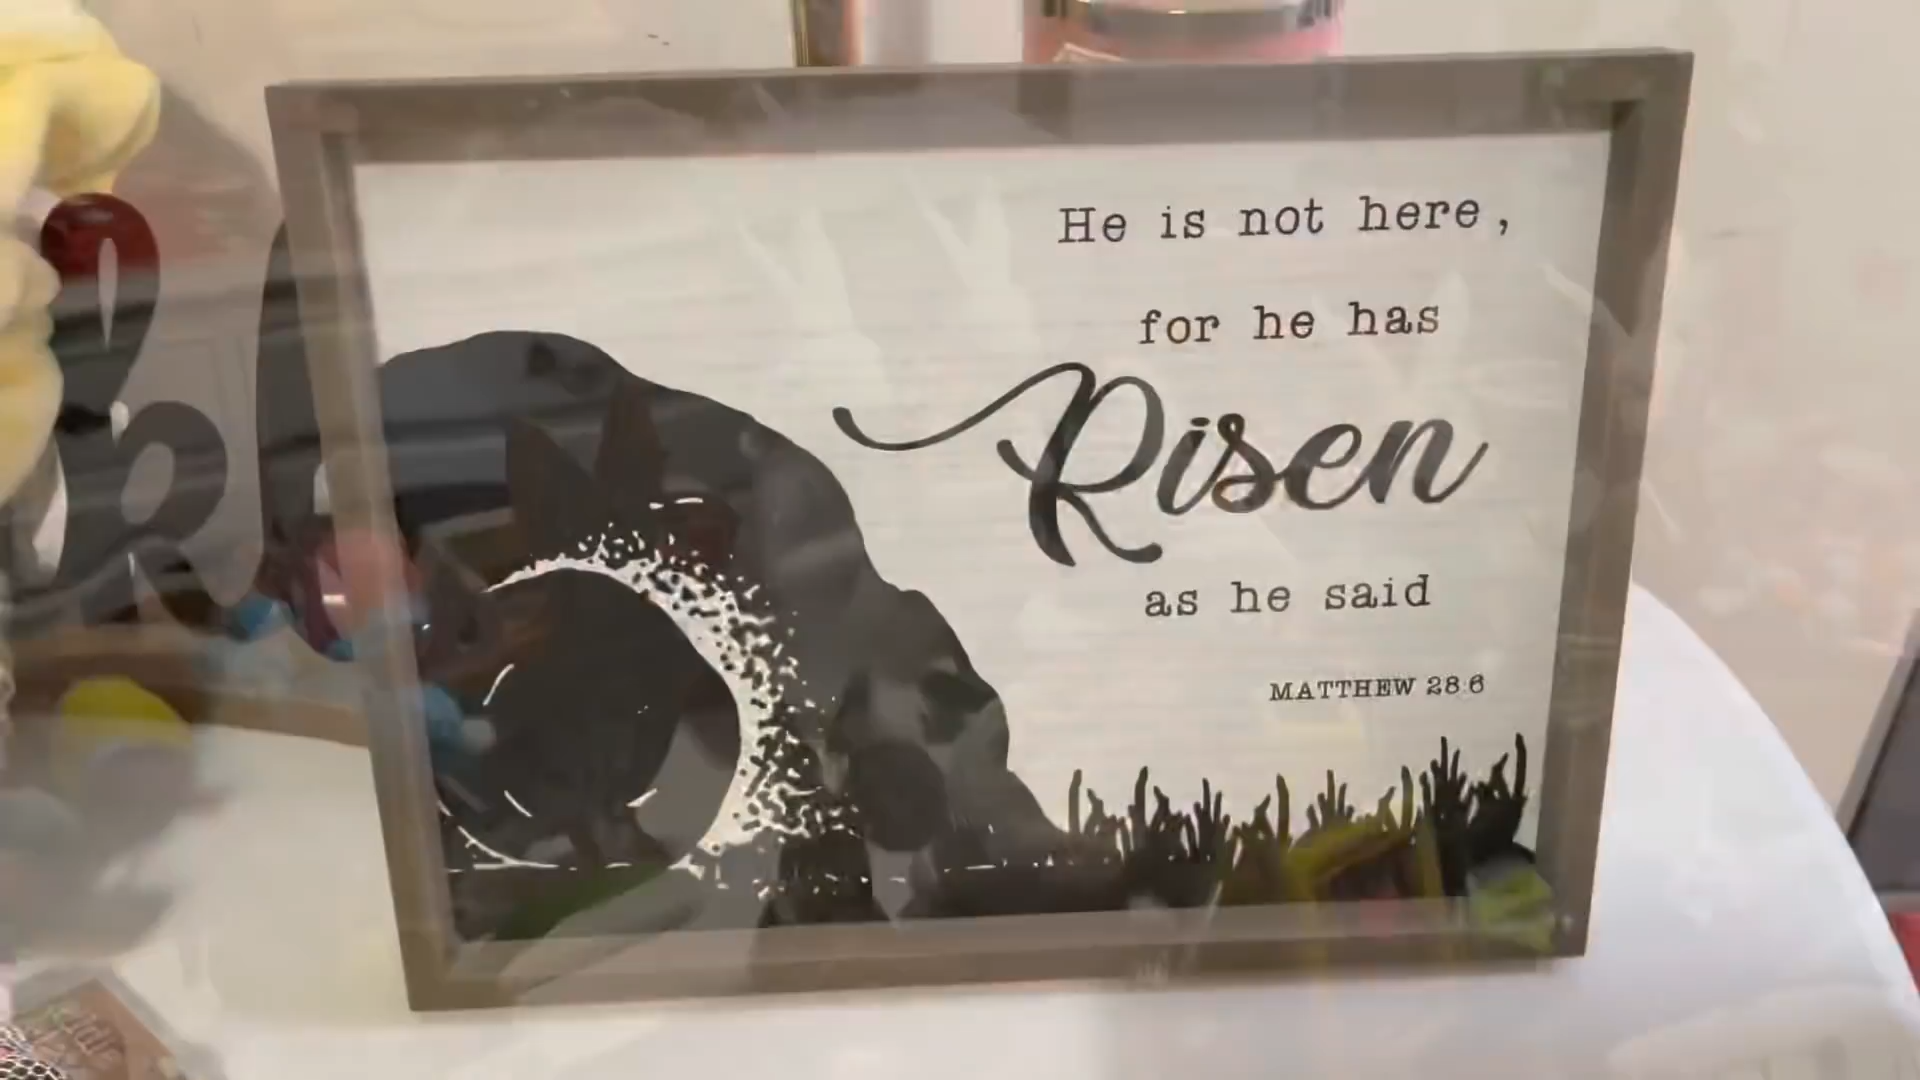 He is not here,
for he has
Risen
as he said
MATTHEW 28:6